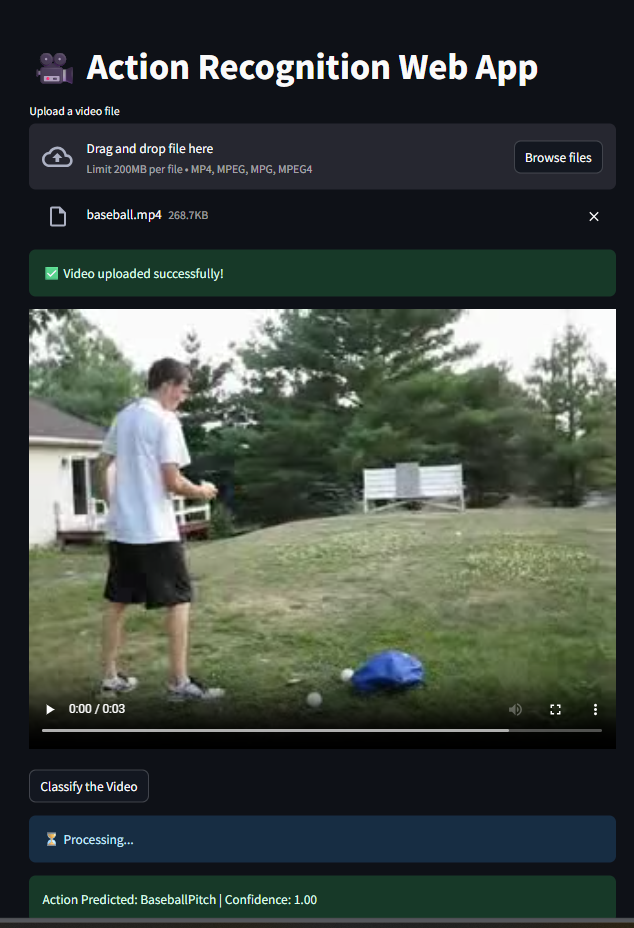 Action Recognition Web App
Upload a video file
Drag and drop file here
Limit 200MB per file • MP4, MPEG, MPG, MPEG4
Browse files
baseball.mp4 268.7KB
✅ Video uploaded successfully!
0:00 / 0:03
Classify the Video
⏳ Processing...
Action Predicted: BaseballPitch | Confidence: 1.00